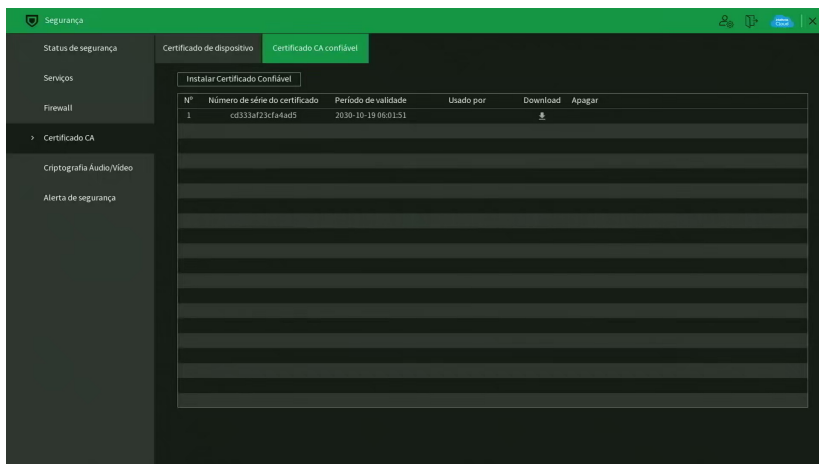 Segurança
Cloud
Status de segurança
Certificado de dispositivo
Certificado CA confiável
Serviços
Instalar Certificado Confiável
Nº Número de série do certificado Período de validade Usado por Download Apagar
Firewall
1 cd333af23cfa4ad5 2030-10-19 06:01:51
> Certificado CA
Criptografia Áudio/Vídeo
Alerta de segurança